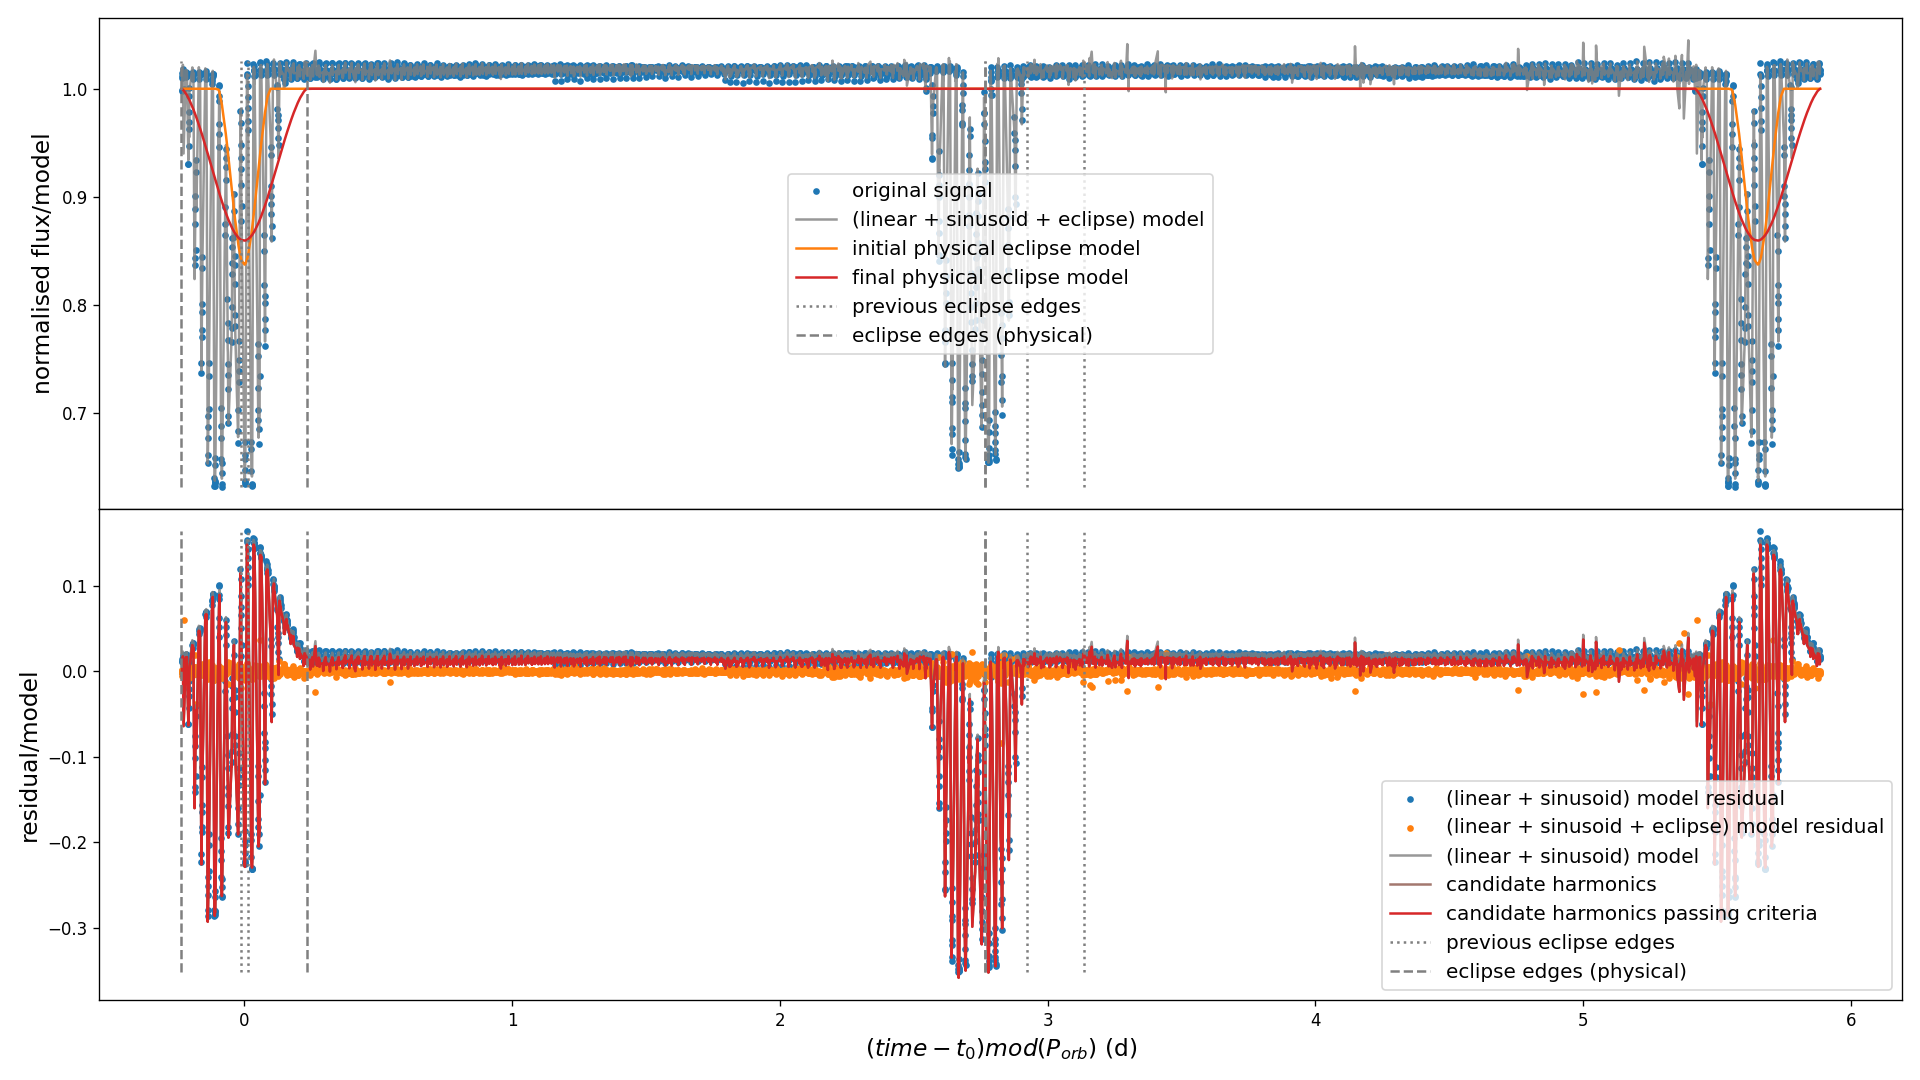 normalised flux/model
1.0
0.9
0.8
0.7
original signal
(linear + sinusoid + eclipse) model
initial physical eclipse model
final physical eclipse model
previous eclipse edges
eclipse edges (physical)
residual/model
0.1
0.0
−0.1
−0.2
−0.3
(linear + sinusoid) model residual
(linear + sinusoid + eclipse) model residual
(linear + sinusoid) model
candidate harmonics
candidate harmonics passing criteria
previous eclipse edges
eclipse edges (physical)
0 1 2 3 4 5 6
(time − t₀)mod(Pₒᵣb) (d)